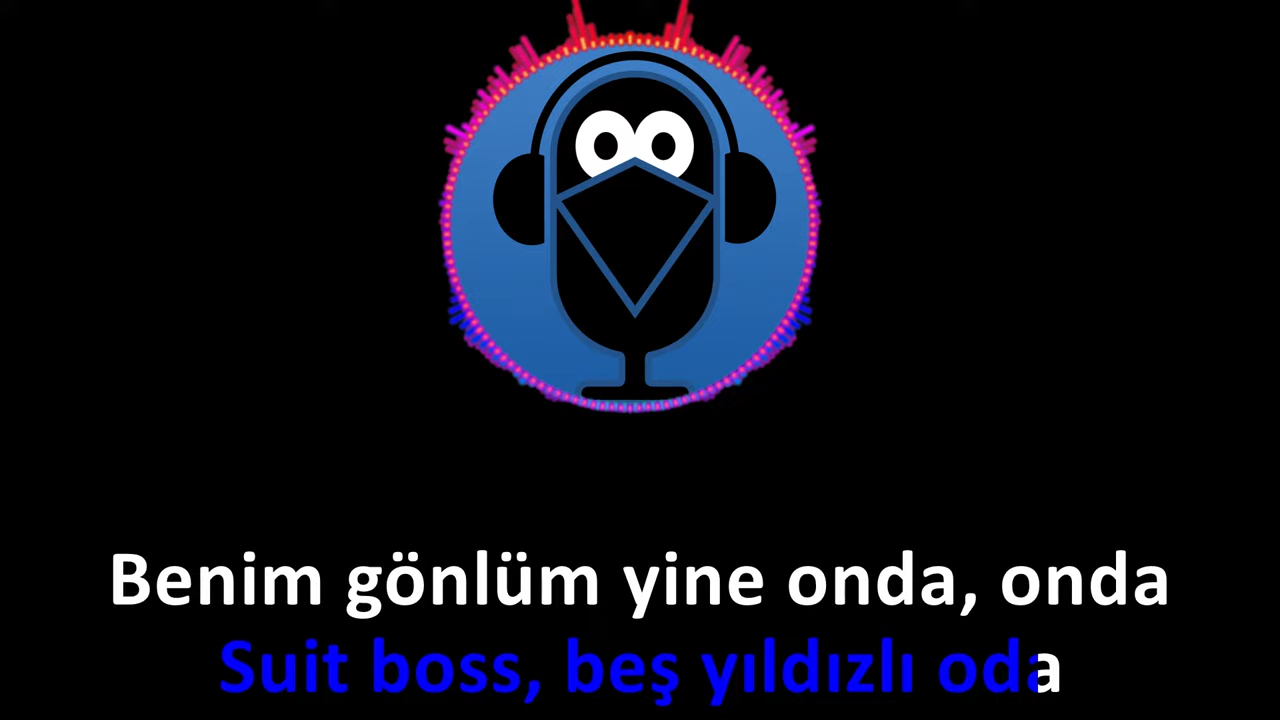 Benim gönlüm yine onda, onda
Suit boss, beş yıldızlı oda